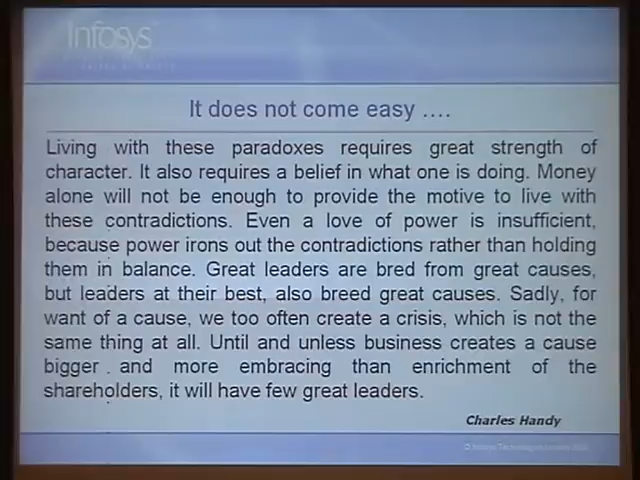 Infosys
It does not come easy ....
Living with these paradoxes requires great strength of
character. It also requires a belief in what one is doing. Money
alone will not be enough to provide the motive to live with
these contradictions. Even a love of power is insufficient,
because power irons out the contradictions rather than holding
them in balance. Great leaders are bred from great causes,
but leaders at their best, also breed great causes. Sadly, for
want of a cause, we too often create a crisis, which is not the
same thing at all. Until and unless business creates a cause
bigger and more embracing than enrichment of the
shareholders, it will have few great leaders.
Charles Handy
© Infosys Technologies